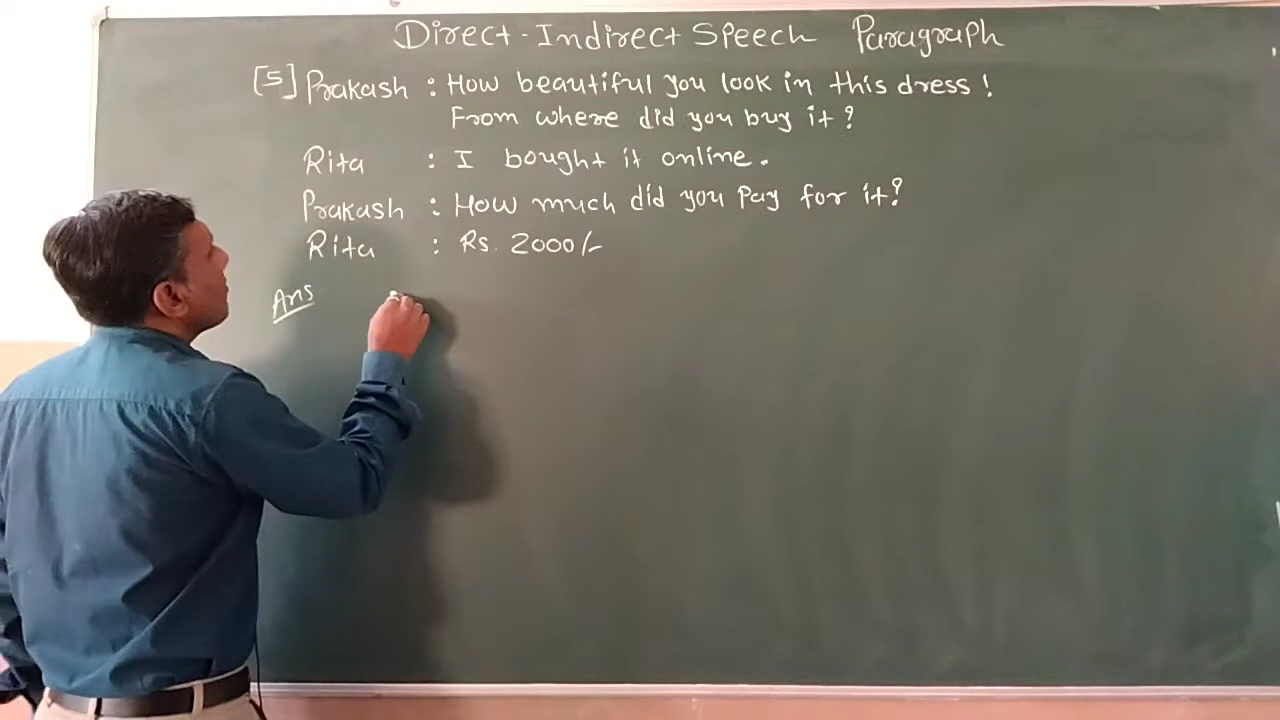 Direct-Indirect Speech Paragraph
[5] Prakash : How beautiful you look in this dress!
From where did you buy it?
Rita : I bought it online.
Prakash : How much did you pay for it?
Rita : Rs. 2000/-
Ans